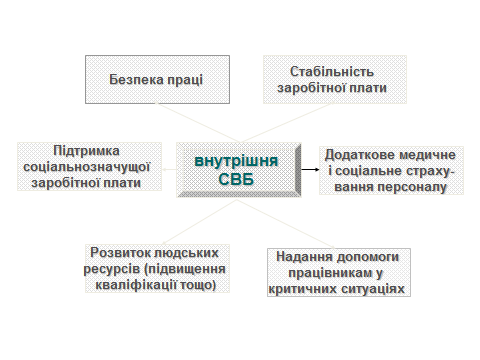 Безпека праці
Стабільність
заробітної плати
Підтримка
соціальнозначущої
заробітної плати
внутрішня
СВБ
Додаткове медичне
і соціальне страху-
вання персоналу
Розвиток людських
ресурсів (підвищення
кваліфікації тощо)
Надання допомоги
працівникам у
критичних ситуаціях